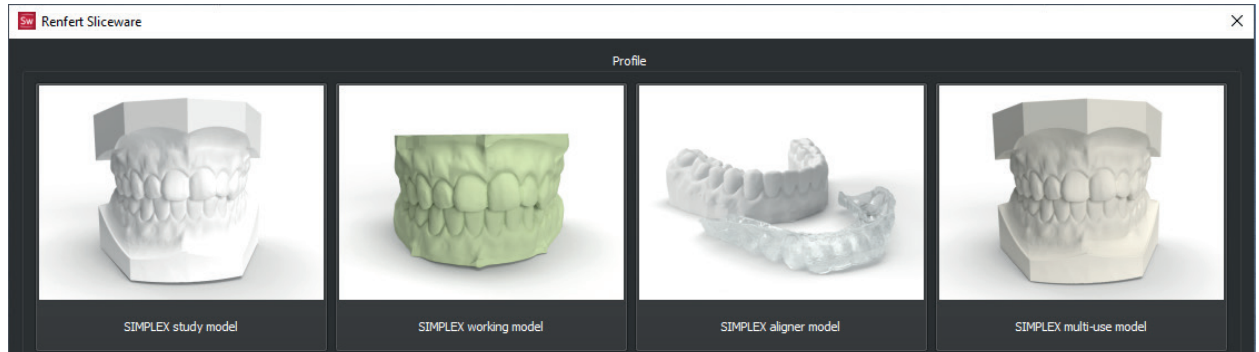 Sw Renfert Sliceware
Profile
SIMPLEX study model
SIMPLEX working model
SIMPLEX aligner model
SIMPLEX multi-use model